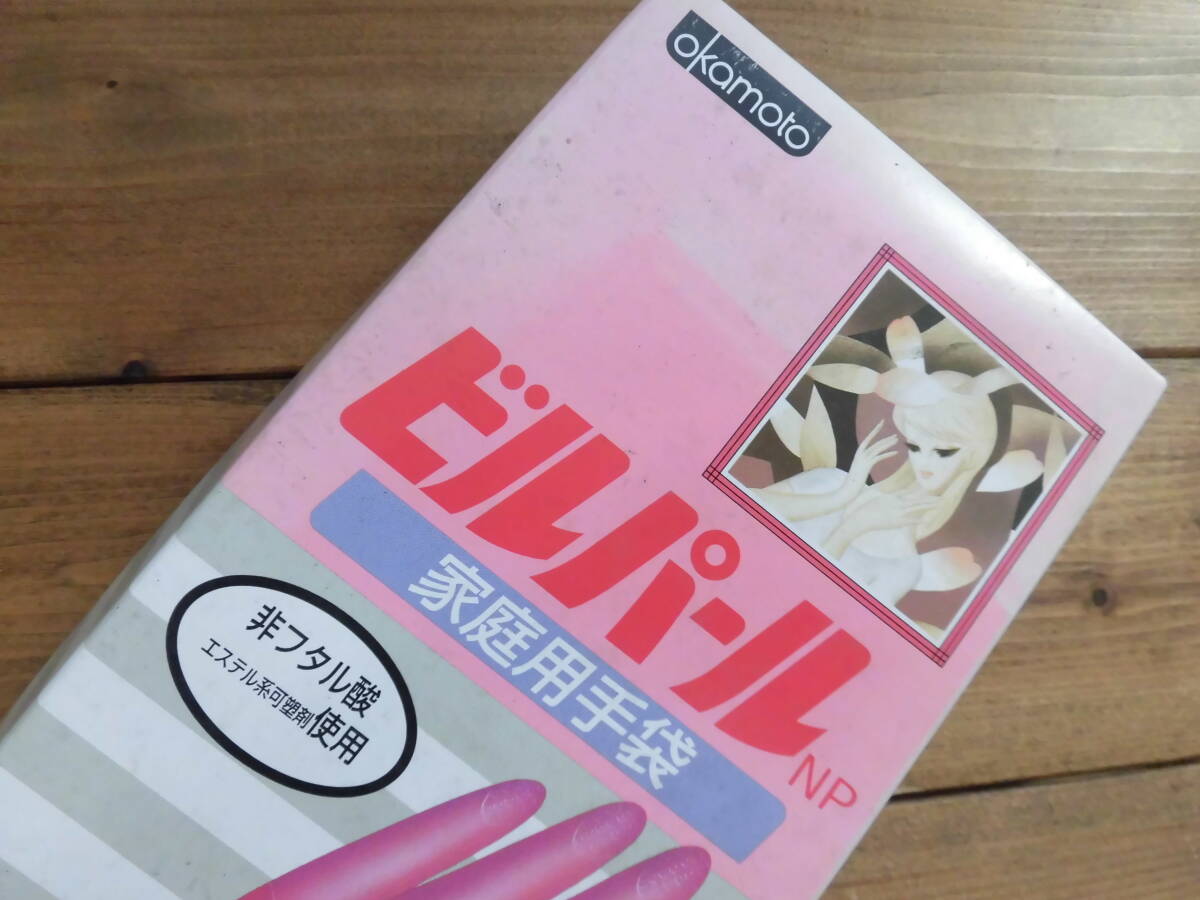 okamoto
ビルパール
NP
家庭用手袋
非フタル酸
エステル系可塑剤使用